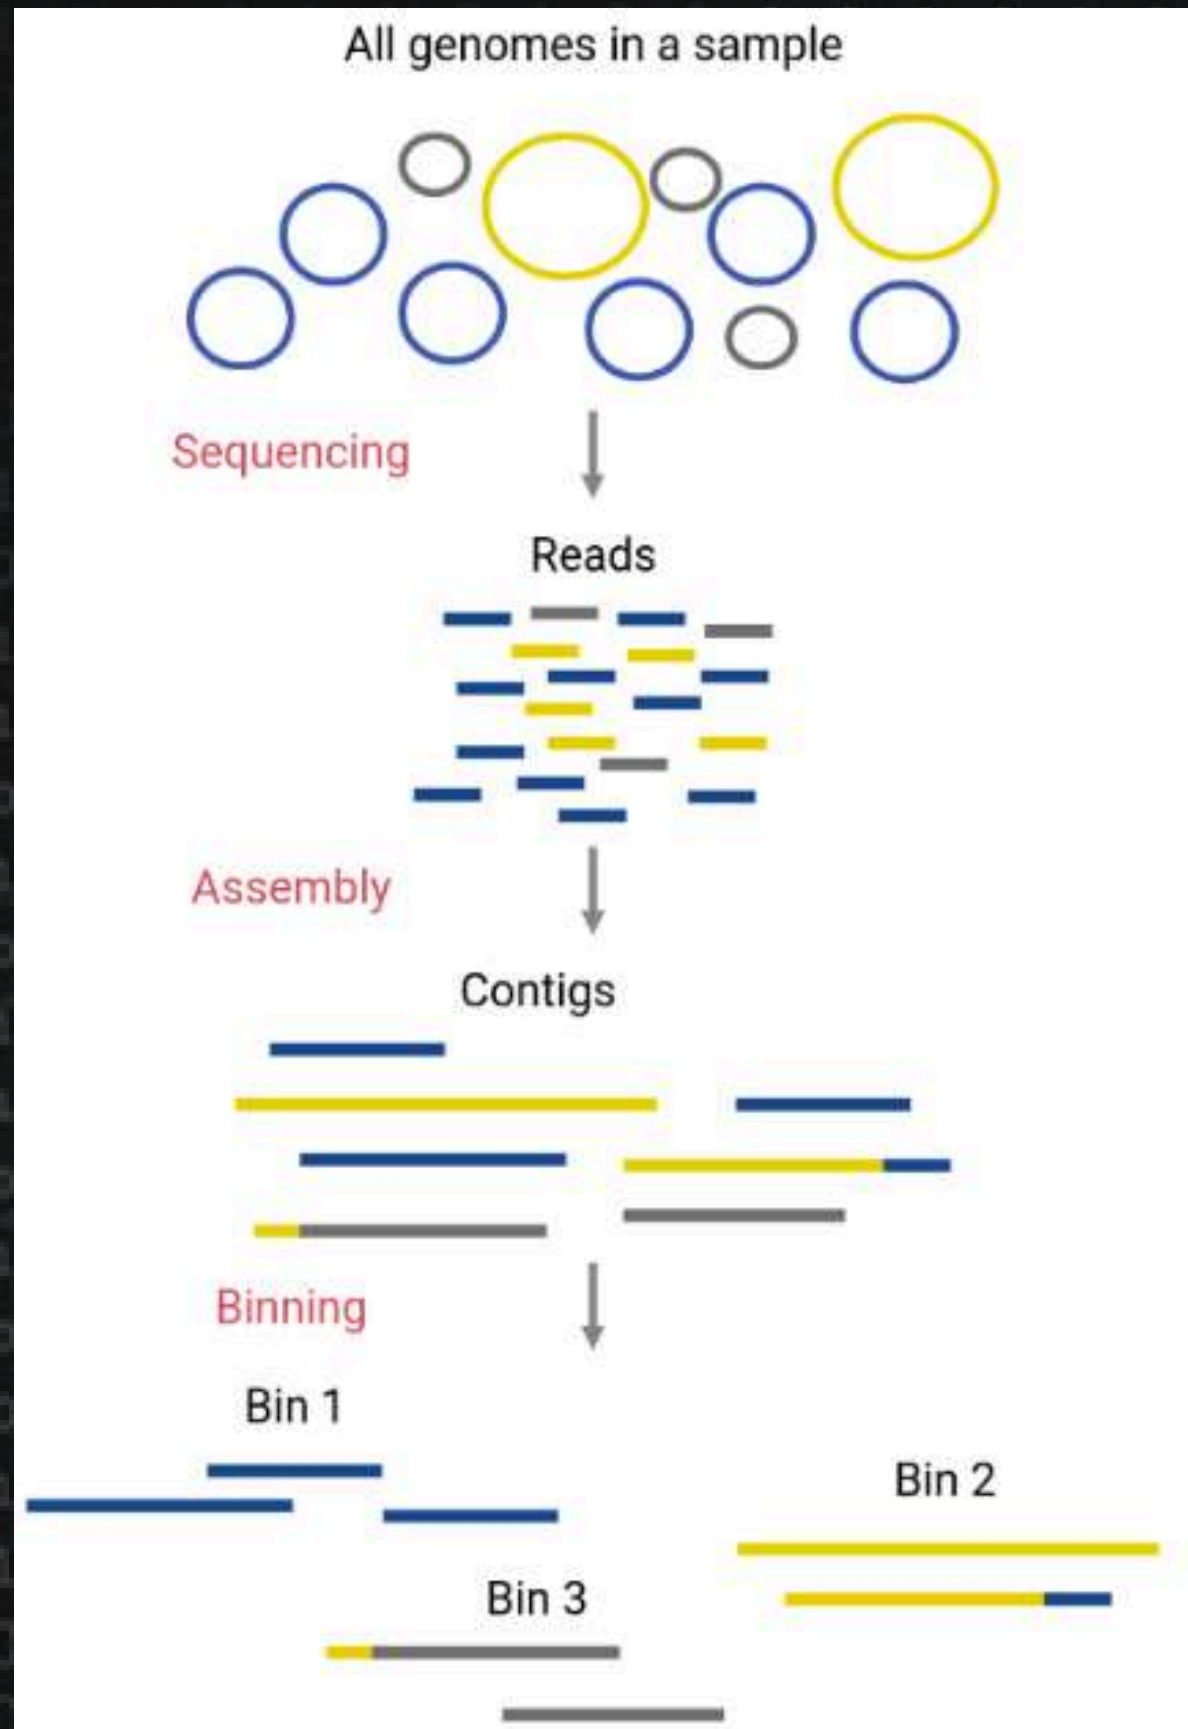 All genomes in a sample
Sequencing
Reads
Assembly
Contigs
Binning
Bin 1
Bin 2
Bin 3